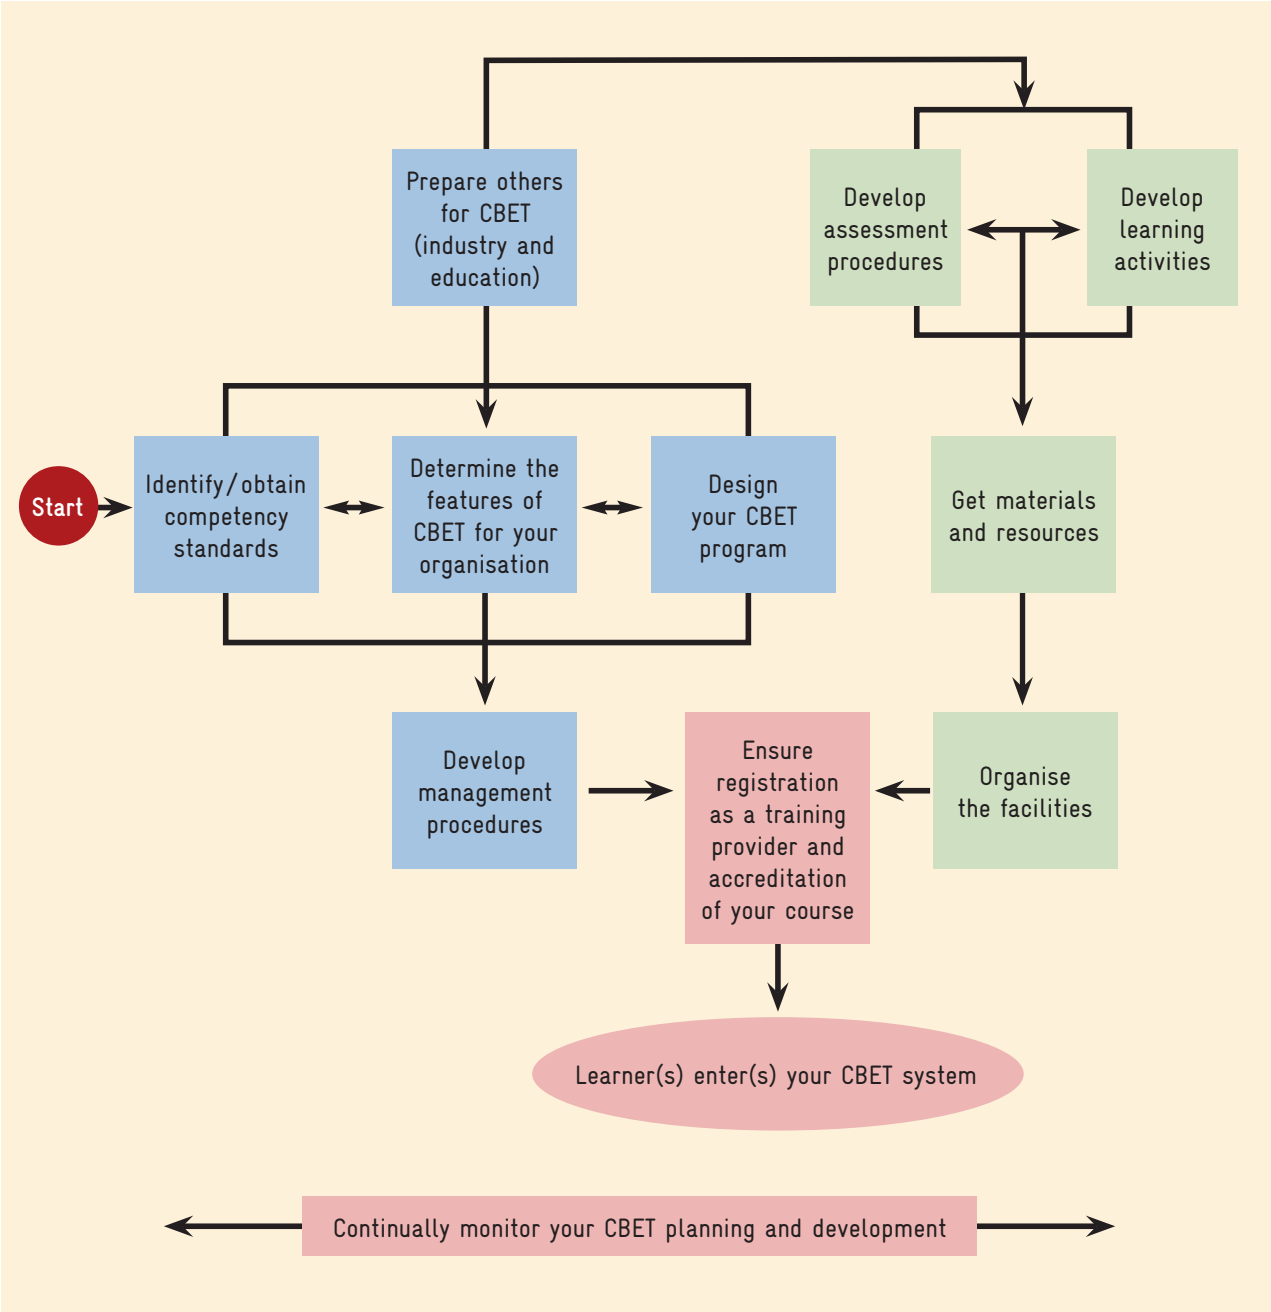 Prepare others
for CBET
(industry and
education)
Develop
assessment
procedures
Develop
learning
activities
Start
Identify/obtain
competency
standards
Determine the
features of
CBET for your
organisation
Design
your CBET
program
Get materials
and resources
Develop
management
procedures
Ensure
registration
as a training
provider and
accreditation
of your course
Organise
the facilities
Learner(s) enter(s) your CBET system
Continually monitor your CBET planning and development